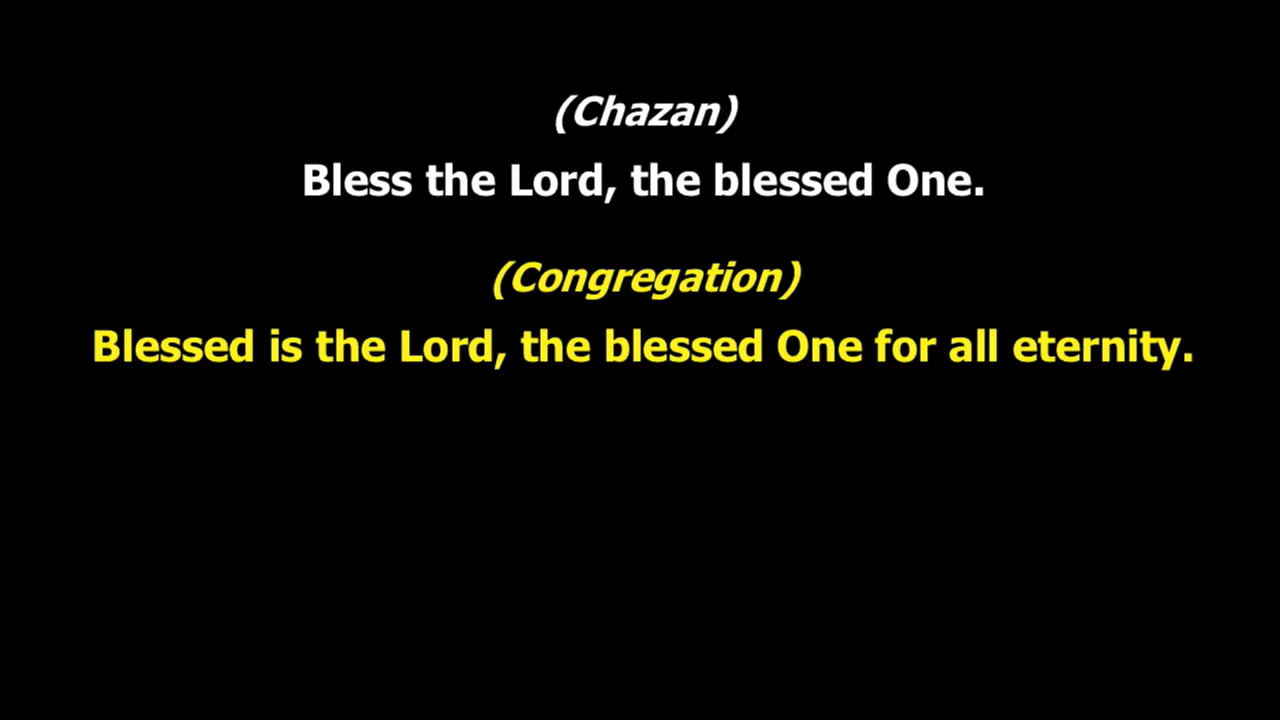 (Chazan)
Bless the Lord, the blessed One.
(Congregation)
Blessed is the Lord, the blessed One for all eternity.